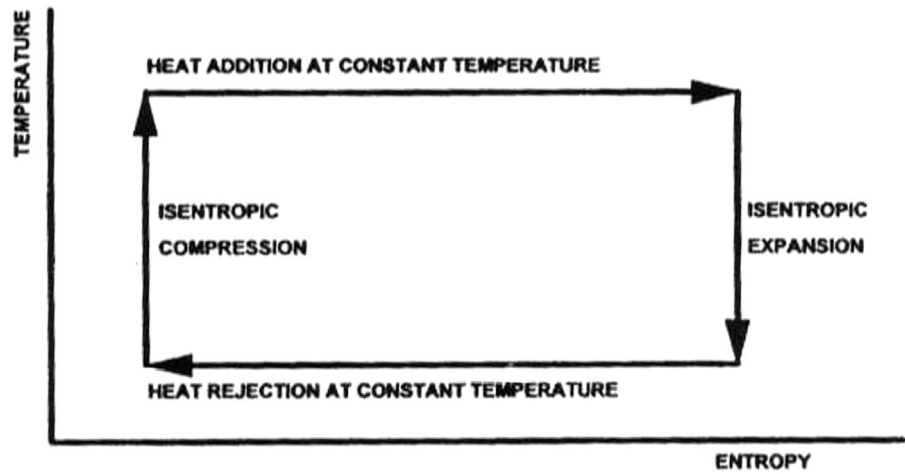 TEMPERATURE
HEAT ADDITION AT CONSTANT TEMPERATURE
ISENTROPIC
COMPRESSION
ISENTROPIC
EXPANSION
HEAT REJECTION AT CONSTANT TEMPERATURE
ENTROPY